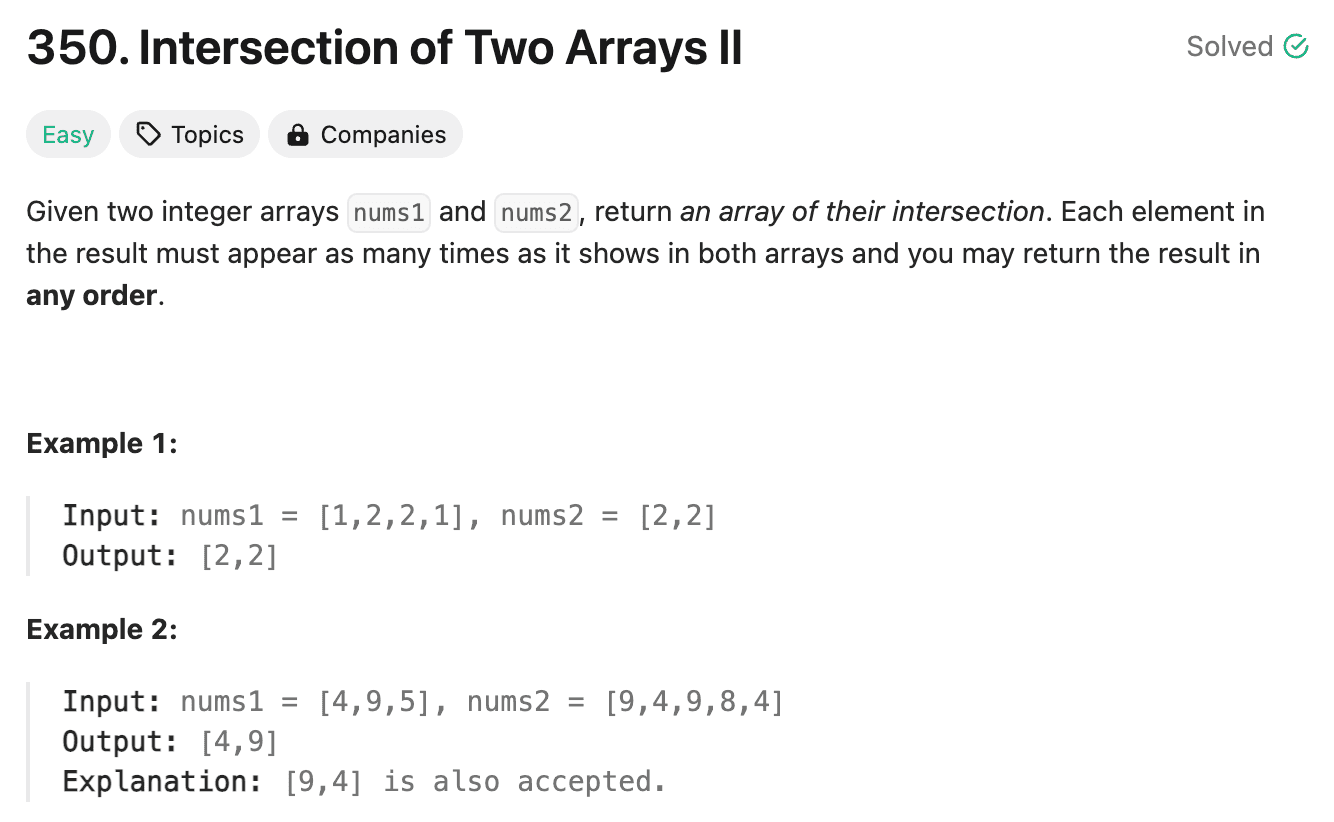 350. Intersection of Two Arrays II
Solved
Easy
Topics
Companies
Given two integer arrays nums1 and nums2, return an array of their intersection. Each element in
the result must appear as many times as it shows in both arrays and you may return the result in
any order.
Example 1:
Input: nums1 = [1,2,2,1], nums2 = [2,2]
Output: [2,2]
Example 2:
Input: nums1 = [4,9,5], nums2 = [9,4,9,8,4]
Output: [4,9]
Explanation: [9,4] is also accepted.